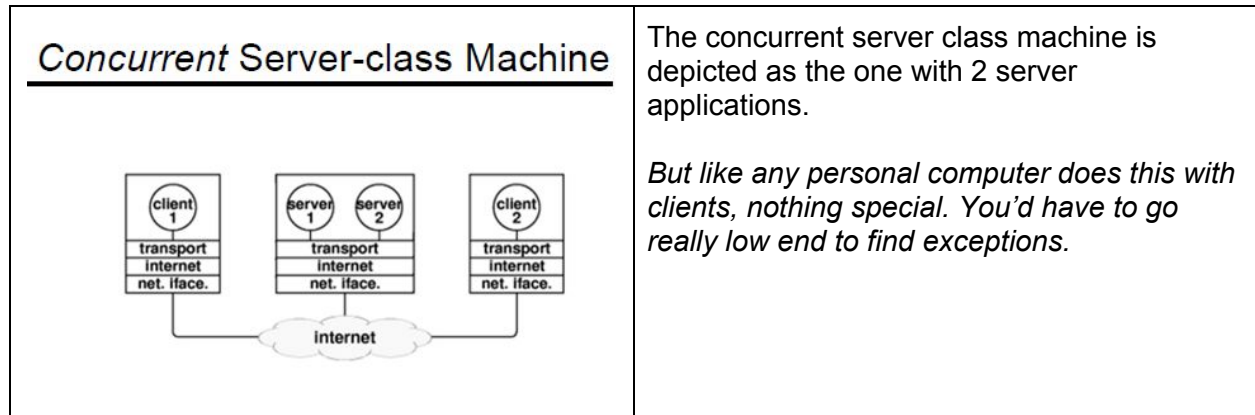 Concurrent Server-class Machine
client
1
server
1
server
2
client
2
transport
internet
net. iface.
transport
internet
net. iface.
transport
internet
net. iface.
internet
The concurrent server class machine is
depicted as the one with 2 server
applications.
But like any personal computer does this with
clients, nothing special. You’d have to go
really low end to find exceptions.